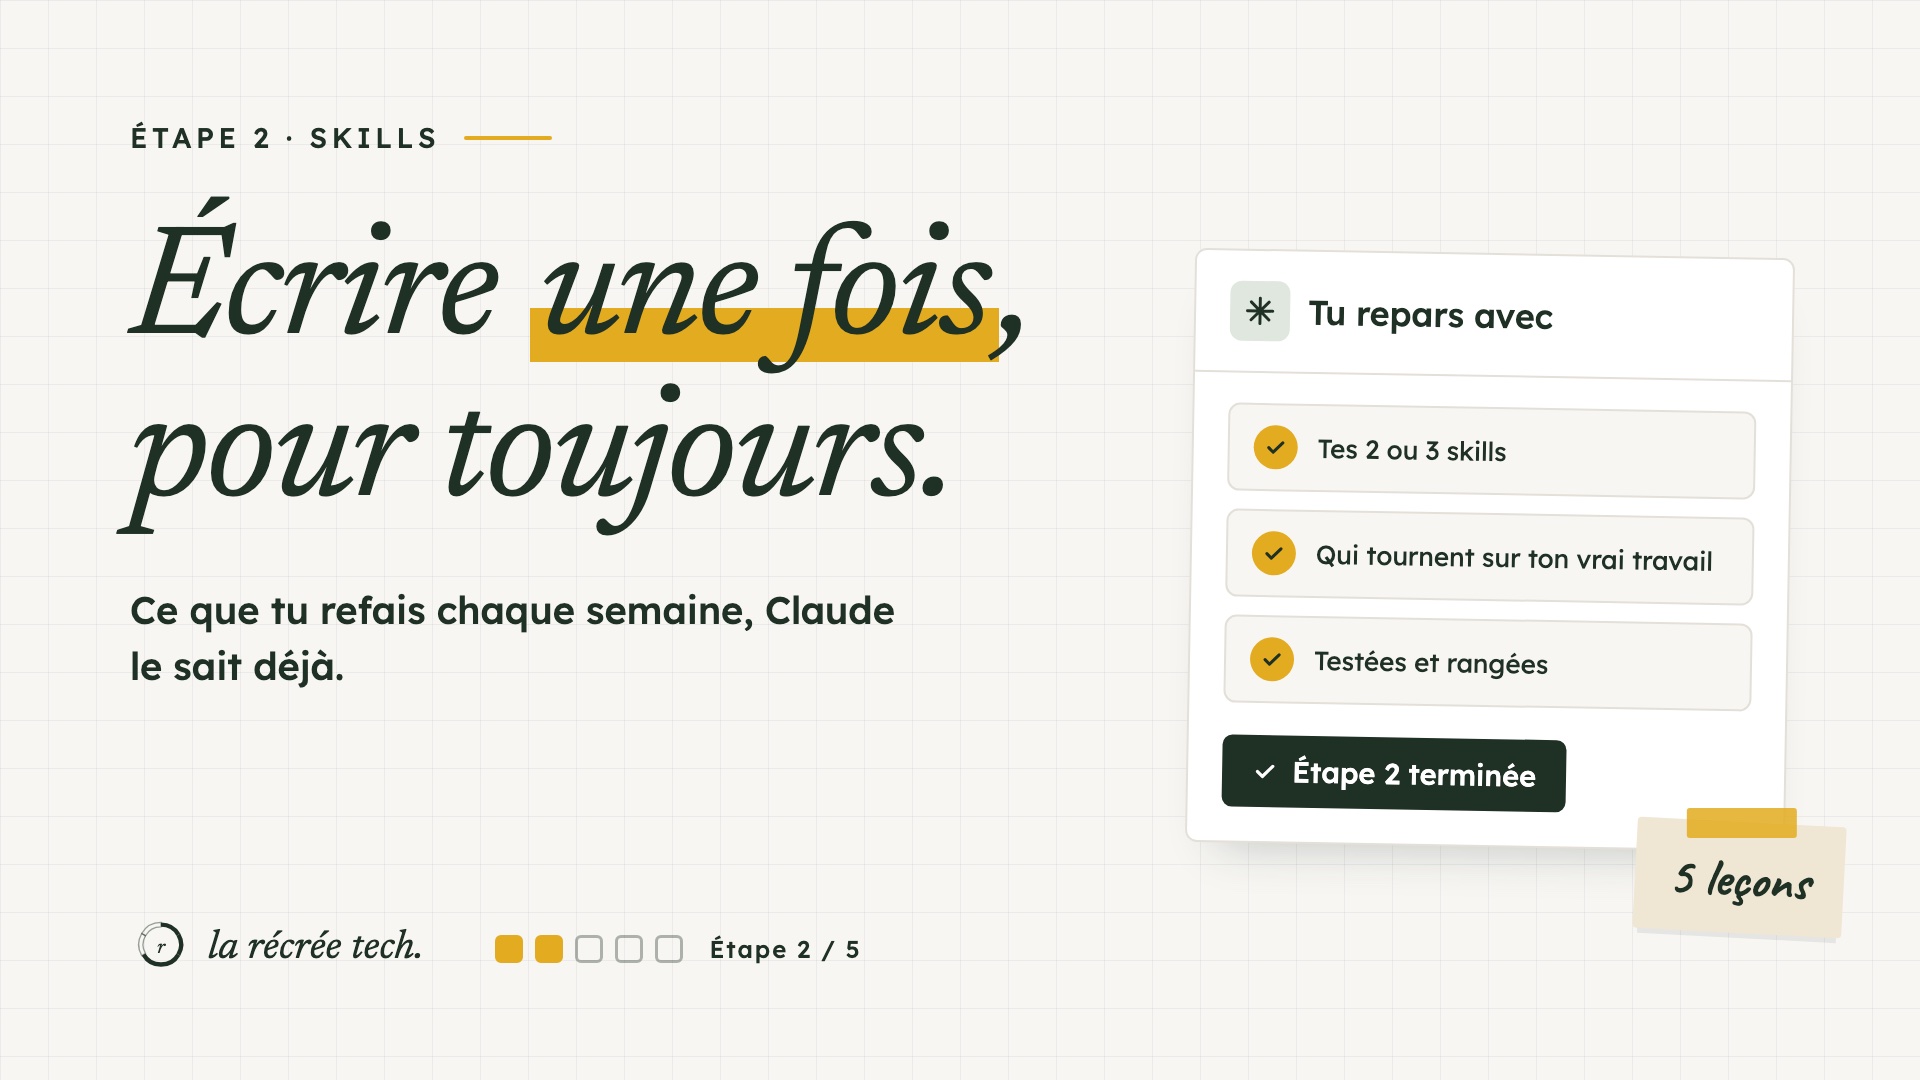 ÉTAPE 2 · SKILLS
Écrire une fois,
pour toujours.
Ce que tu refais chaque semaine, Claude
le sait déjà.
Tu repars avec
Tes 2 ou 3 skills
Qui tournent sur ton vrai travail
Testées et rangées
Étape 2 terminée
5 leçons
r
la récrée tech.
Étape 2 / 5